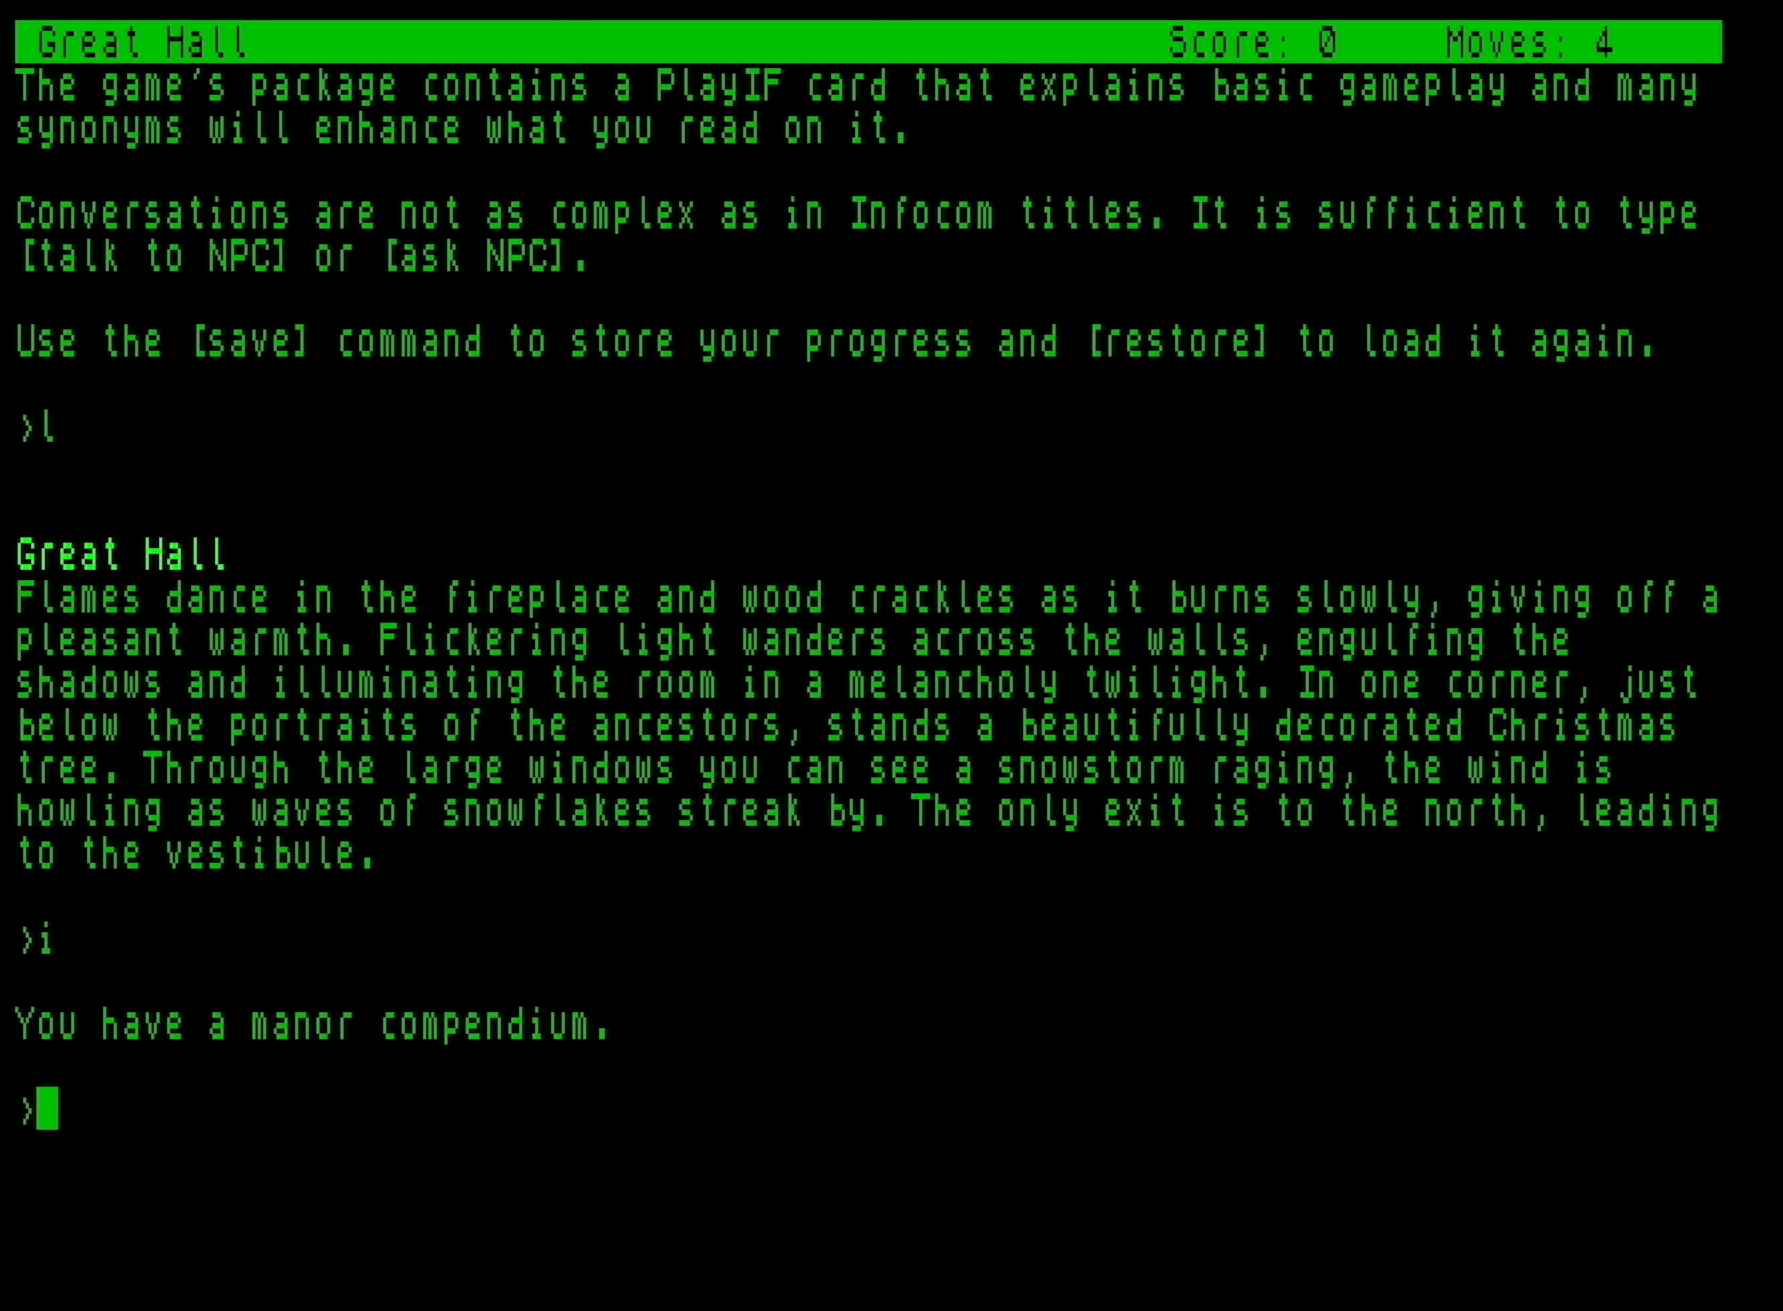 Great Hall Score: 0 Moves: 4
The game's package contains a PlayIF card that explains basic gameplay and many
synonyms will enhance what you read on it.
Conversations are not as complex as in Infocom titles. It is sufficient to type
[talk to NPC] or [ask NPC].
Use the [save] command to store your progress and [restore] to load it again.
>l
Great Hall
Flames dance in the fireplace and wood crackles as it burns slowly, giving off a
pleasant warmth. Flickering light wanders across the walls, engulfing the
shadows and illuminating the room in a melancholy twilight. In one corner, just
below the portraits of the ancestors, stands a beautifully decorated Christmas
tree. Through the large windows you can see a snowstorm raging, the wind is
howling as waves of snowflakes streak by. The only exit is to the north, leading
to the vestibule.
>i
You have a manor compendium.
>